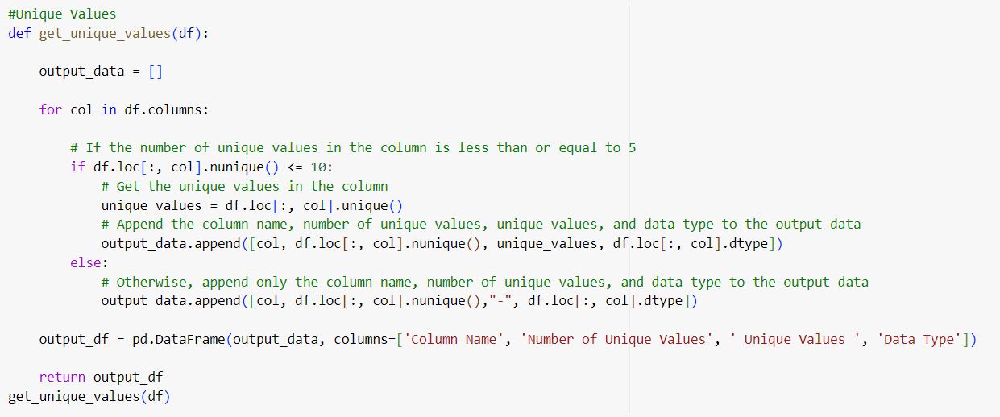 #Unique Values
def get_unique_values(df):
    output_data = []
    for col in df.columns:
        # If the number of unique values in the column is less than or equal to 5
        if df.loc[:, col].nunique() <= 10:
            # Get the unique values in the column
            unique_values = df.loc[:, col].unique()
            # Append the column name, number of unique values, unique values, and data type to the output data
            output_data.append([col, df.loc[:, col].nunique(), unique_values, df.loc[:, col].dtype])
        else:
            # Otherwise, append only the column name, number of unique values, and data type to the output data
            output_data.append([col, df.loc[:, col].nunique(),"-", df.loc[:, col].dtype])
    output_df = pd.DataFrame(output_data, columns=['Column Name', 'Number of Unique Values', ' Unique Values ', 'Data Type'])
    return output_df
get_unique_values(df)